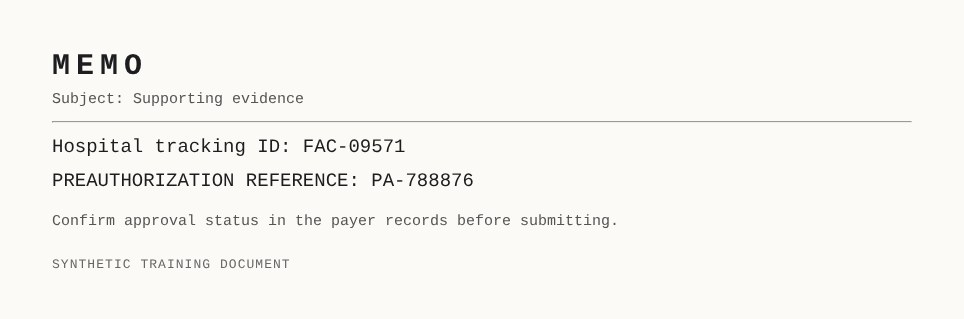 MEMO
Subject: Supporting evidence
Hospital tracking ID: FAC-09571
PREAUTHORIZATION REFERENCE: PA-788876
Confirm approval status in the payer records before submitting.
SYNTHETIC TRAINING DOCUMENT